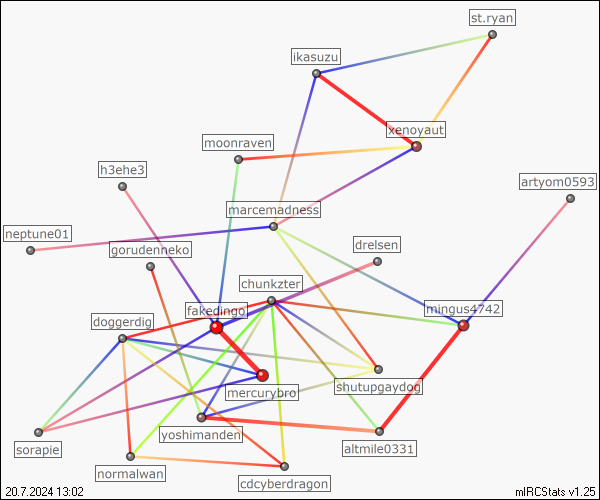 st.ryan
ikasuzu
xenoyaut
moonraven
h3ehe3
artyom0593
marcemadness
neptune01
drelsen
gorudenneko
chunkzter
fakedingo
mingus4742
doggerdig
shutupgaydog
mercurybro
yoshimanden
sorapie
altmile0331
normalwan
cdcyberdragon
20.7.2024 13:02
mIRCStats v1.25